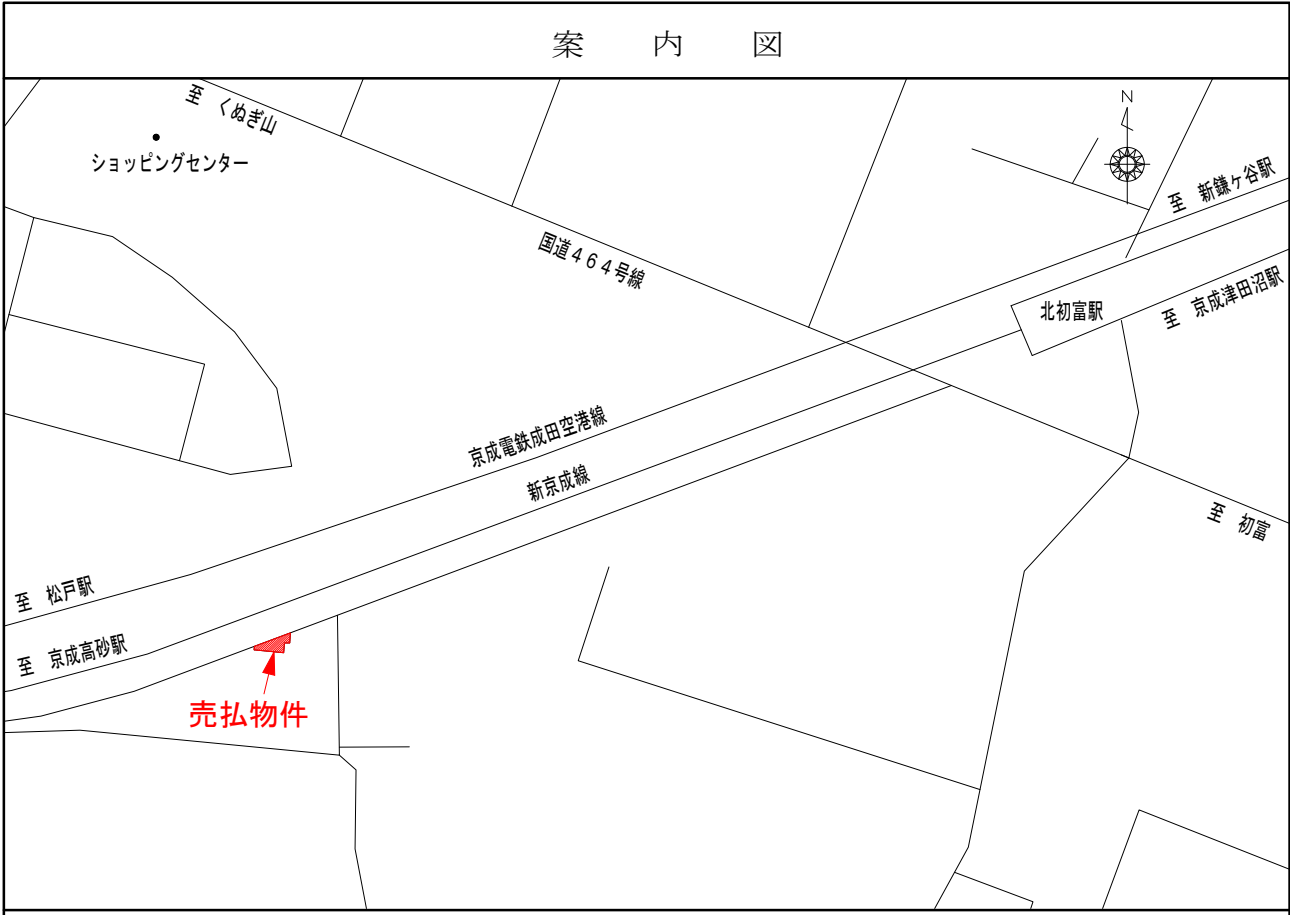 案　内　図
至　くぬぎ山
ショッピングセンター
N
至　新鎌ヶ谷駅
国道４６４号線
北初富駅
至　京成津田沼駅
京成電鉄成田空港線
新京成線
至　初富
至　松戸駅
至　京成高砂駅
売払物件